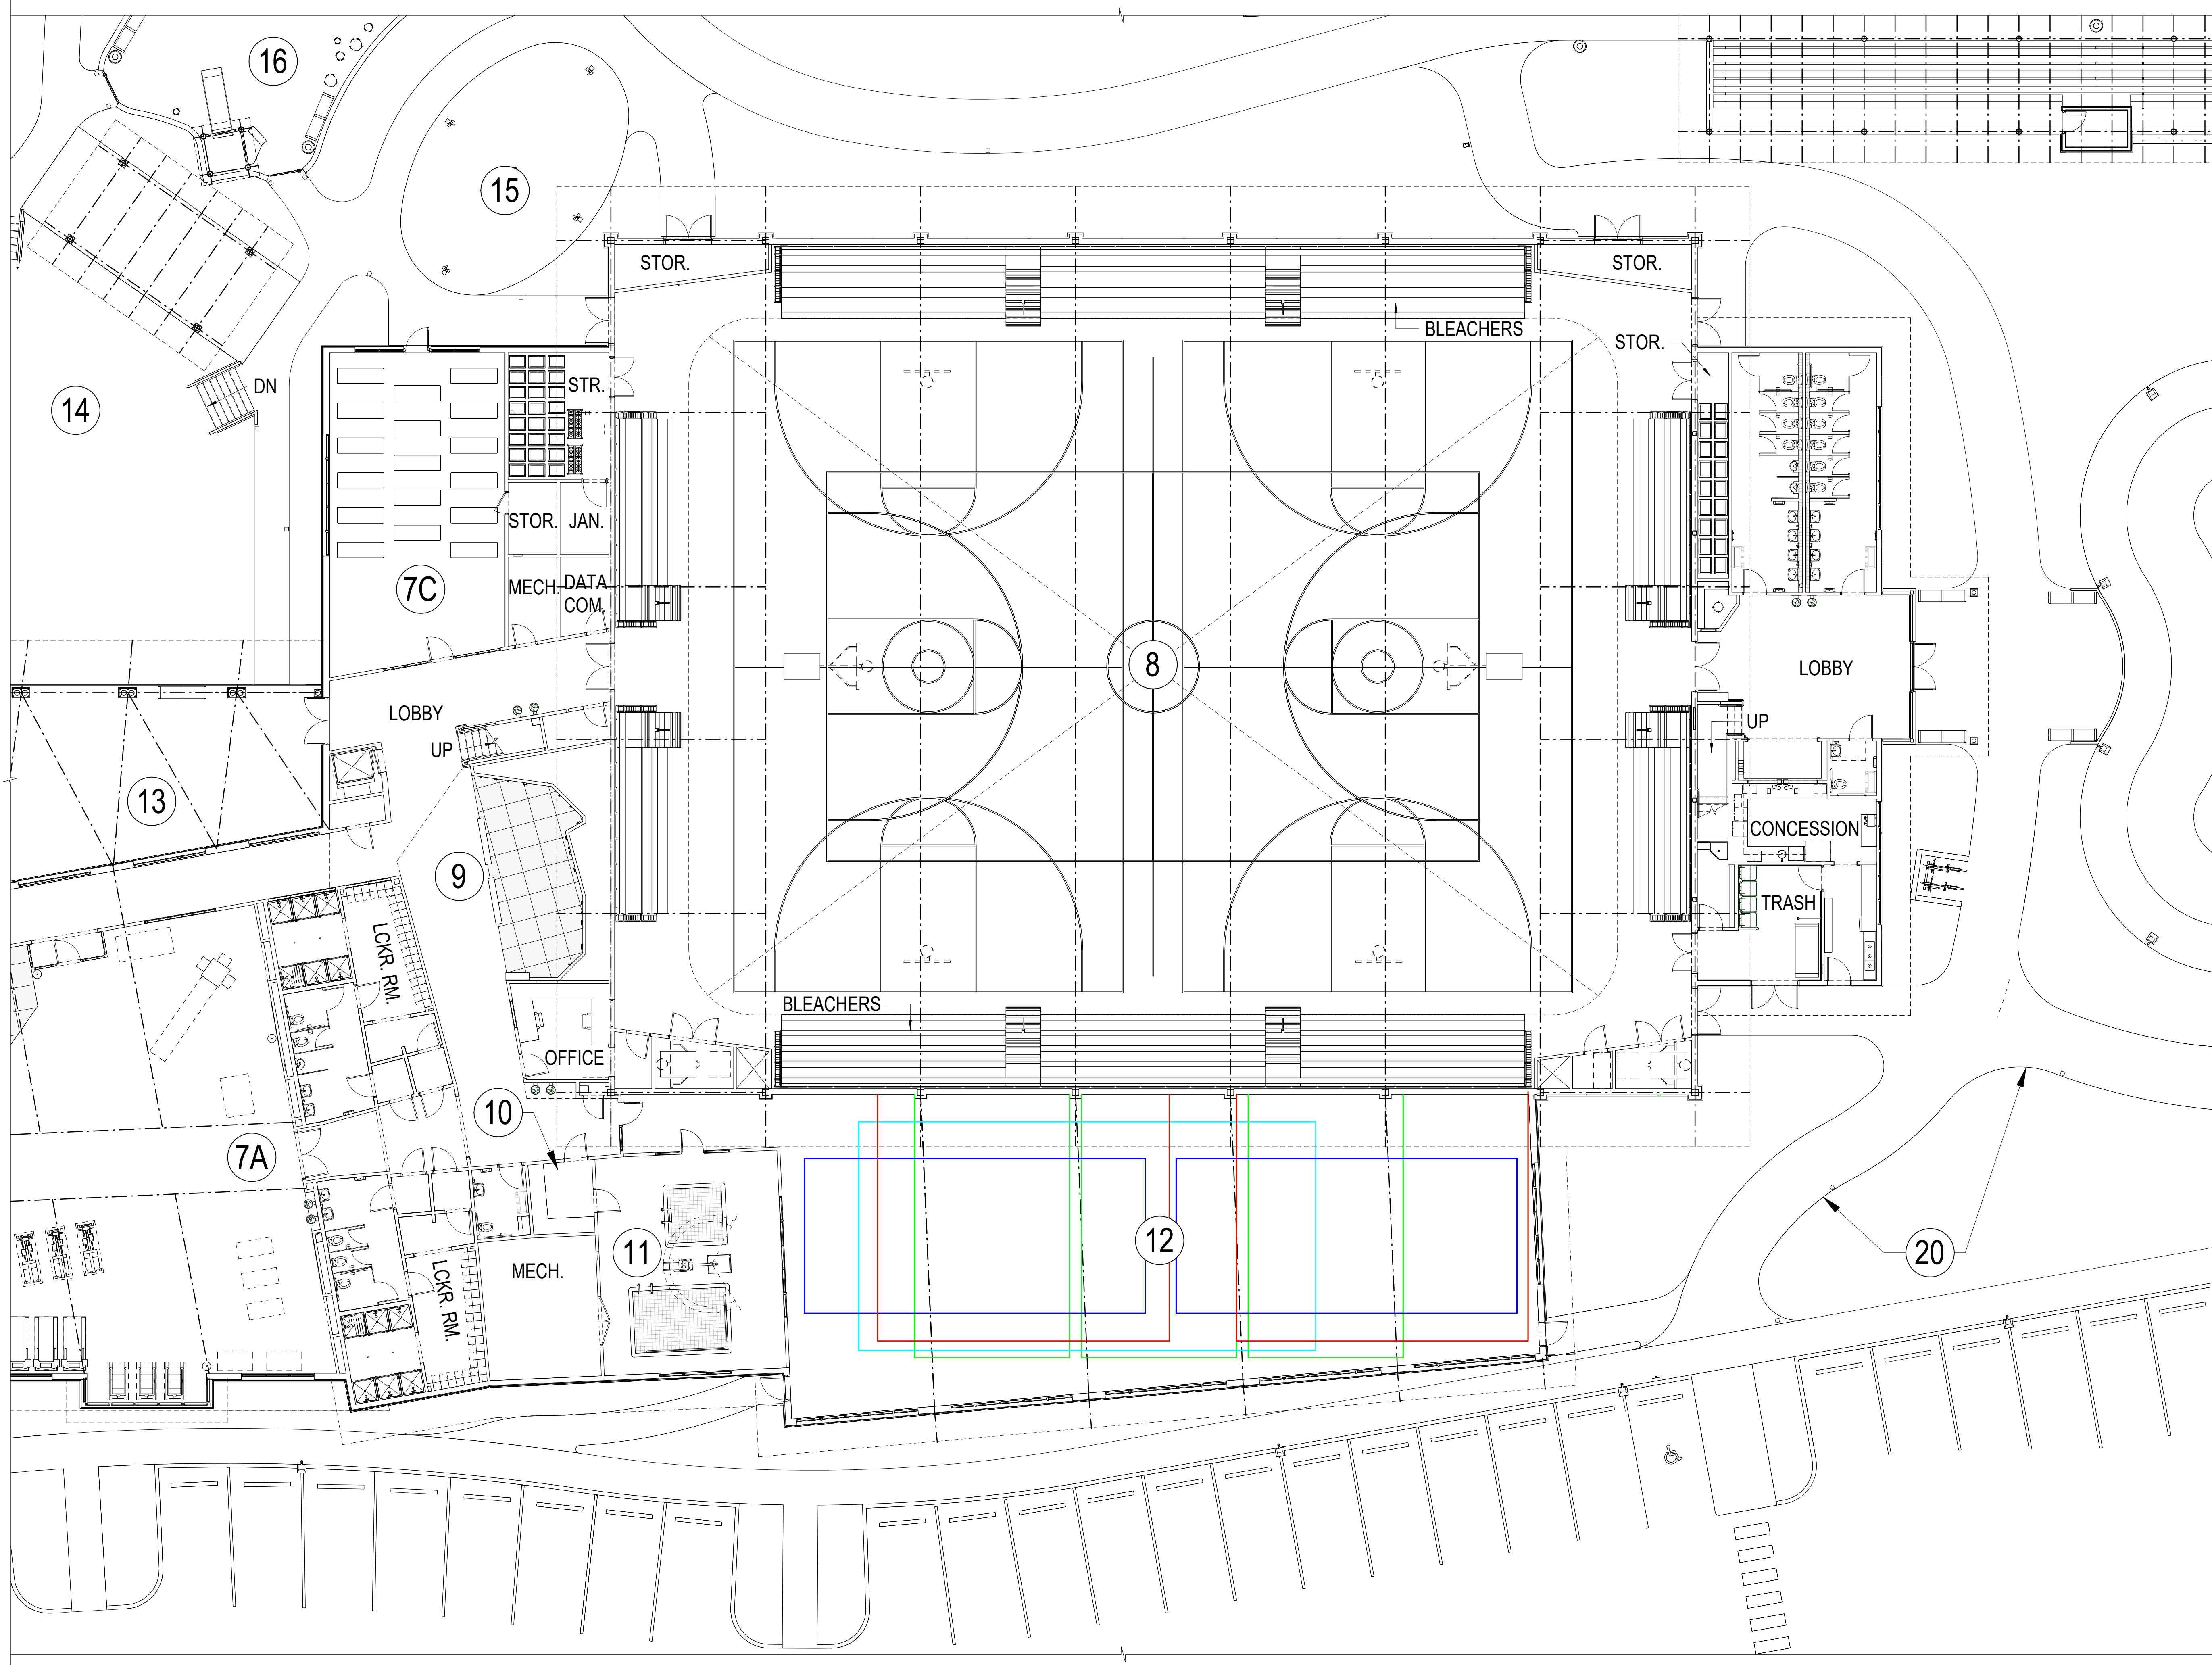 16
15
STOR.
STOR.
BLEACHERS
STOR.
14
DN
STR.
STOR.
JAN.
7C
MECH.
DATA
COM.
8
LOBBY
LOBBY
UP
UP
13
9
CONCESSION
TRASH
LCKR. RM.
BLEACHERS
OFFICE
10
7A
11
12
20
MECH.
LCKR. RM.